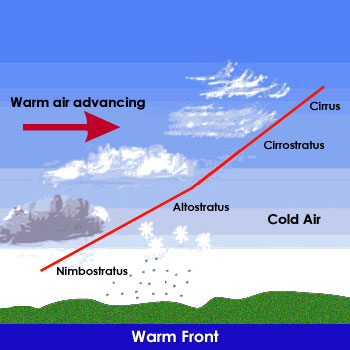 Warm air advancing
Cirrus
Cirrostratus
Altostratus
Cold Air
Nimbostratus
Warm Front